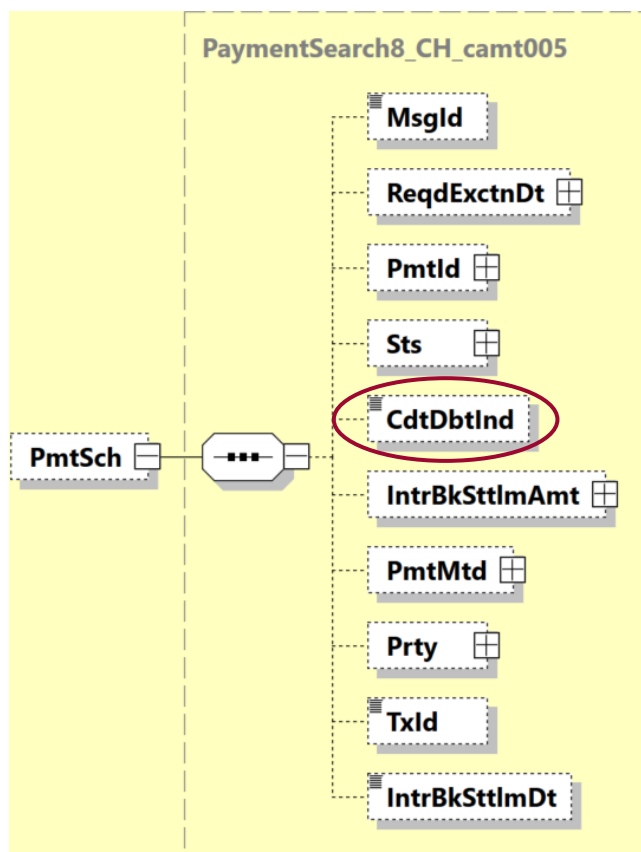 PaymentSearch8_CH_camt005
MsgId
ReqdExctnDt
PmtId
Sts
CdtDbtInd
PmtSch
IntrBkSttlmAmt
PmtMtd
Prty
TxId
IntrBkSttlmDt